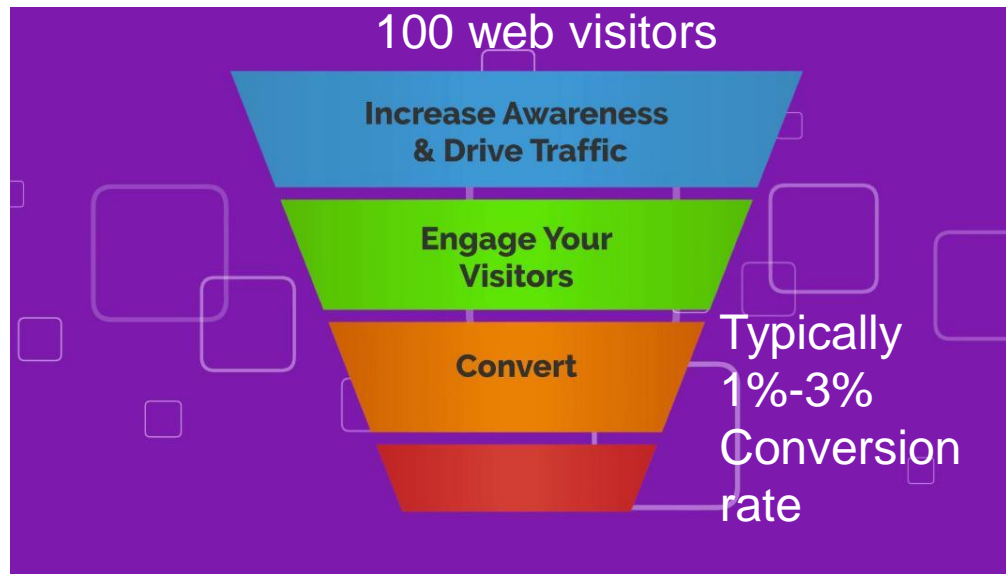 100 web visitors
Increase Awareness
& Drive Traffic
Engage Your
Visitors
Convert
Typically
1%-3%
Conversion
rate